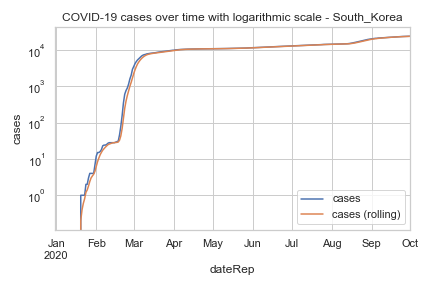 COVID-19 cases over time with logarithmic scale - South_Korea
cases
10⁴
10³
10²
10¹
10⁰
cases
cases (rolling)
Jan Feb Mar Apr May Jun Jul Aug Sep Oct
2020
dateRep